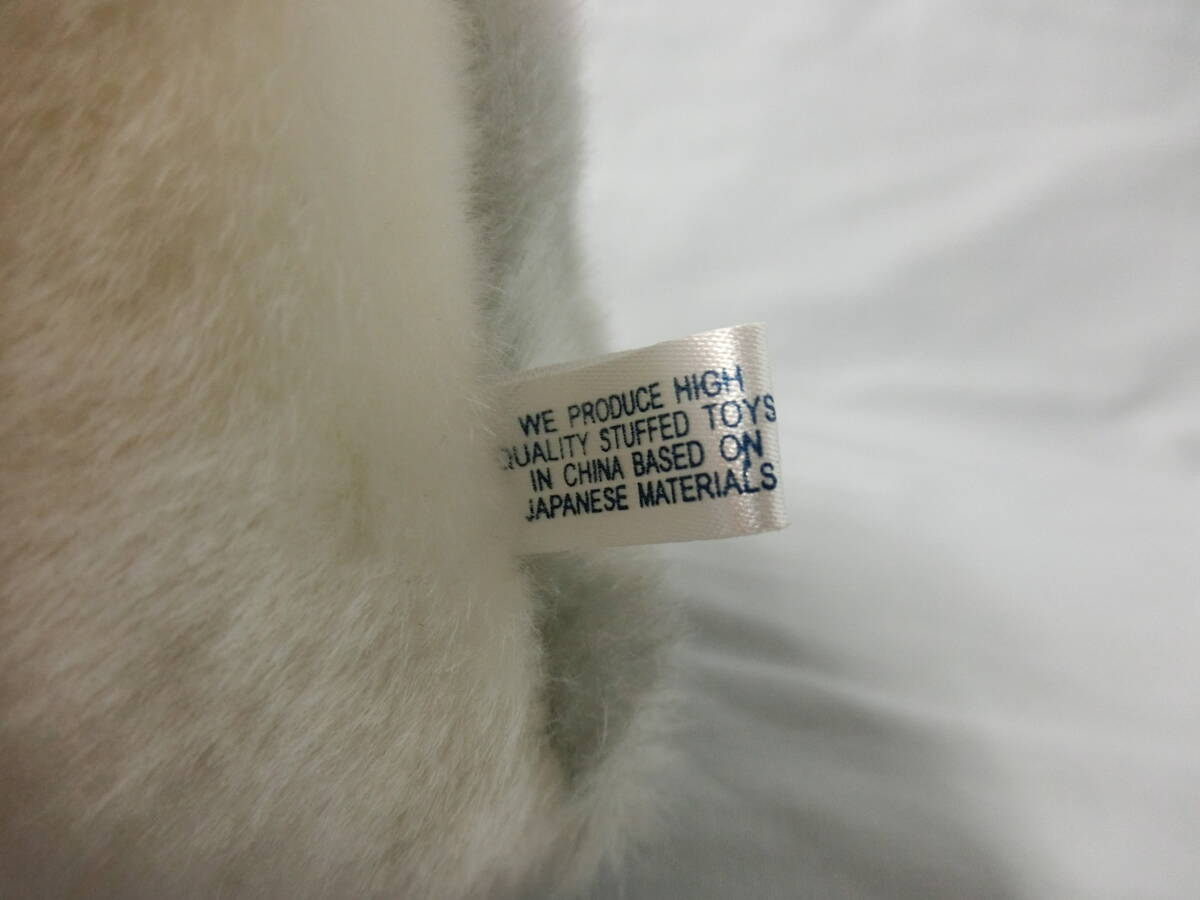 WE PRODUCE HIGH
QUALITY STUFFED TOYS
IN CHINA BASED ON
JAPANESE MATERIALS